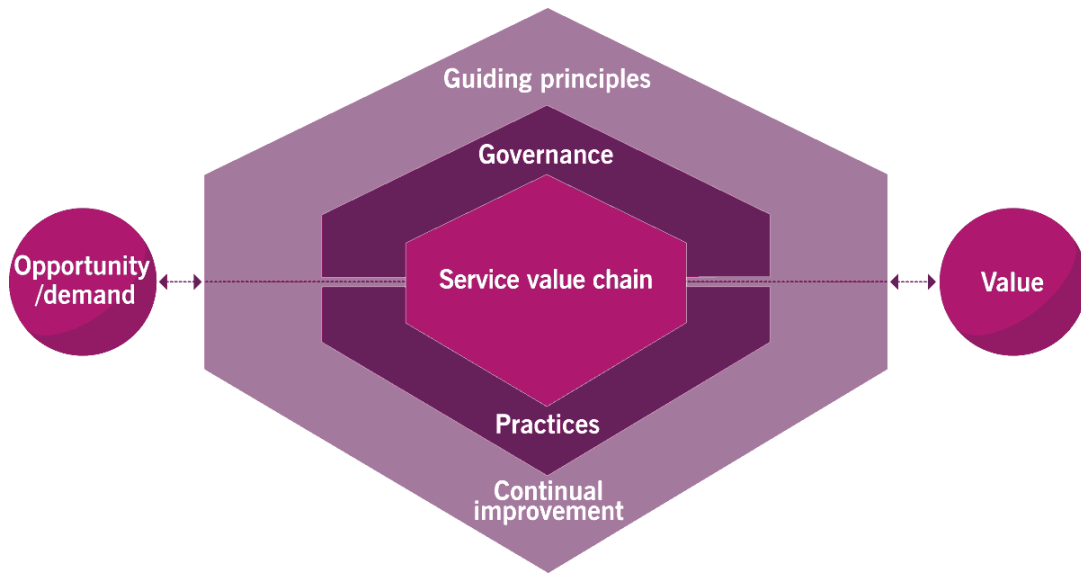 Guiding principles
Governance
Opportunity
/demand
Service value chain
Value
Practices
Continual
improvement